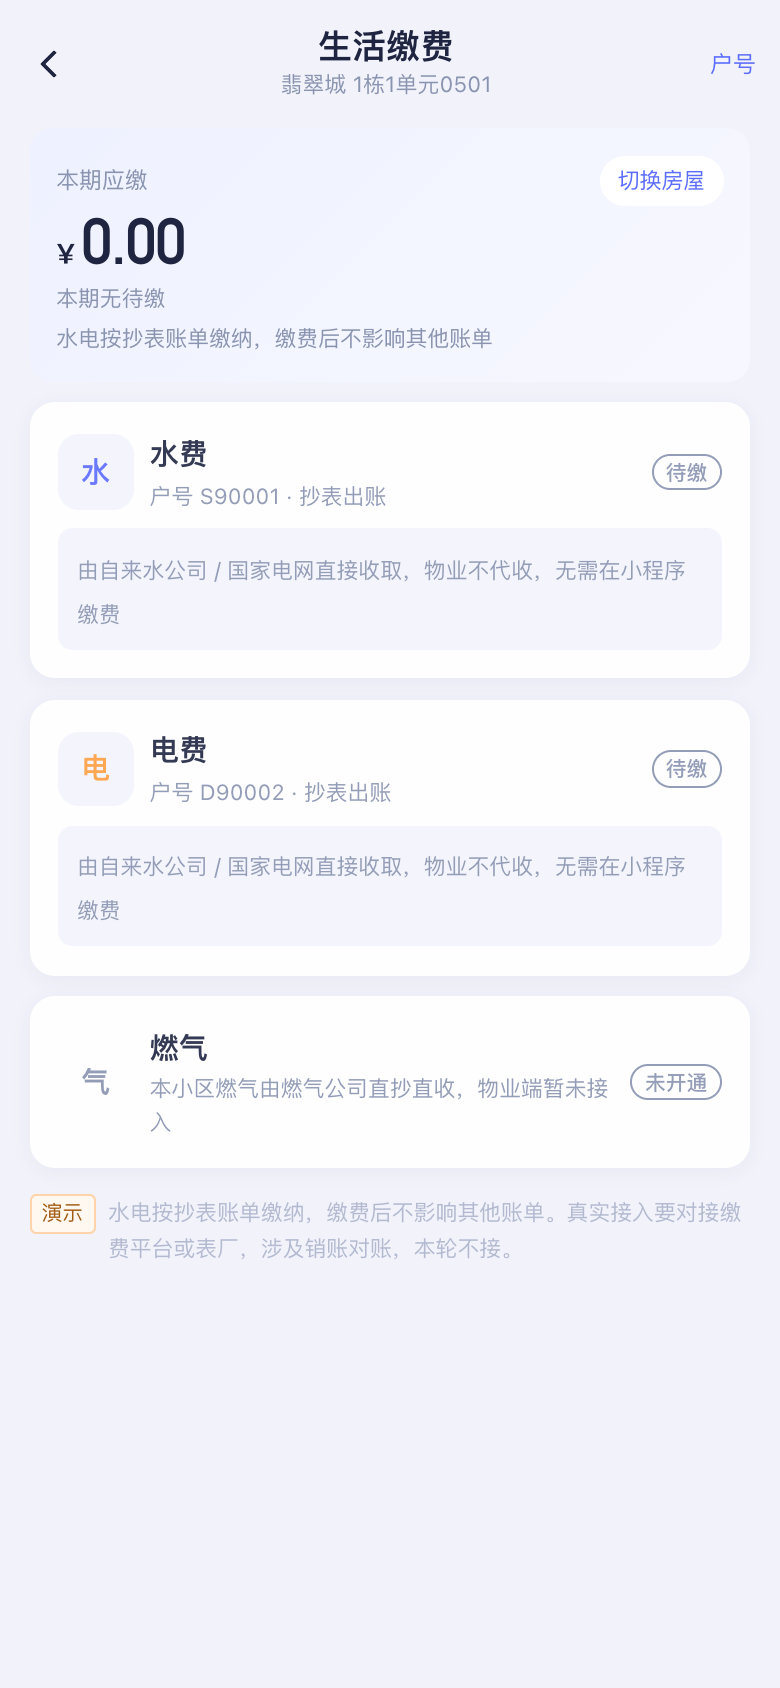 生活缴费
翡翠城 1栋1单元0501
户号
本期应缴
切换房屋
¥0.00
本期无待缴
水电按抄表账单缴纳，缴费后不影响其他账单
水
水费
户号 S90001 · 抄表出账
待缴
由自来水公司 / 国家电网直接收取，物业不代收，无需在小程序
缴费
电
电费
户号 D90002 · 抄表出账
待缴
由自来水公司 / 国家电网直接收取，物业不代收，无需在小程序
缴费
气
燃气
本小区燃气由燃气公司直抄直收，物业端暂未接
入
未开通
演示
水电按抄表账单缴纳，缴费后不影响其他账单。真实接入要对接缴
费平台或表厂，涉及销账对账，本轮不接。